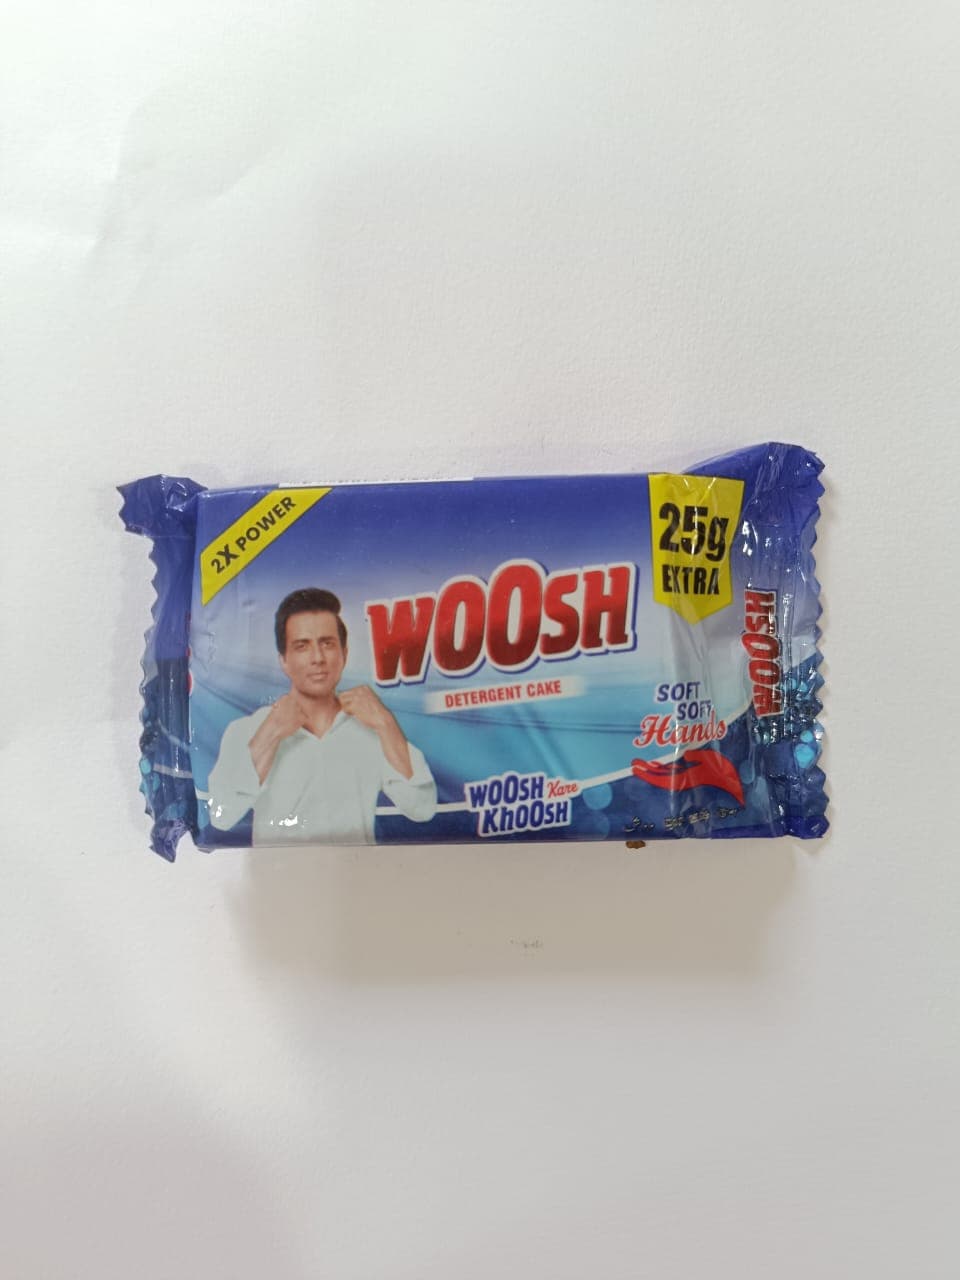 2X POWER
25g
EXTRA
WOOSH
DETERGENT CAKE
WOOSH
SOFT
SOFT
Hands
WOOSH Kare
KhOOSH